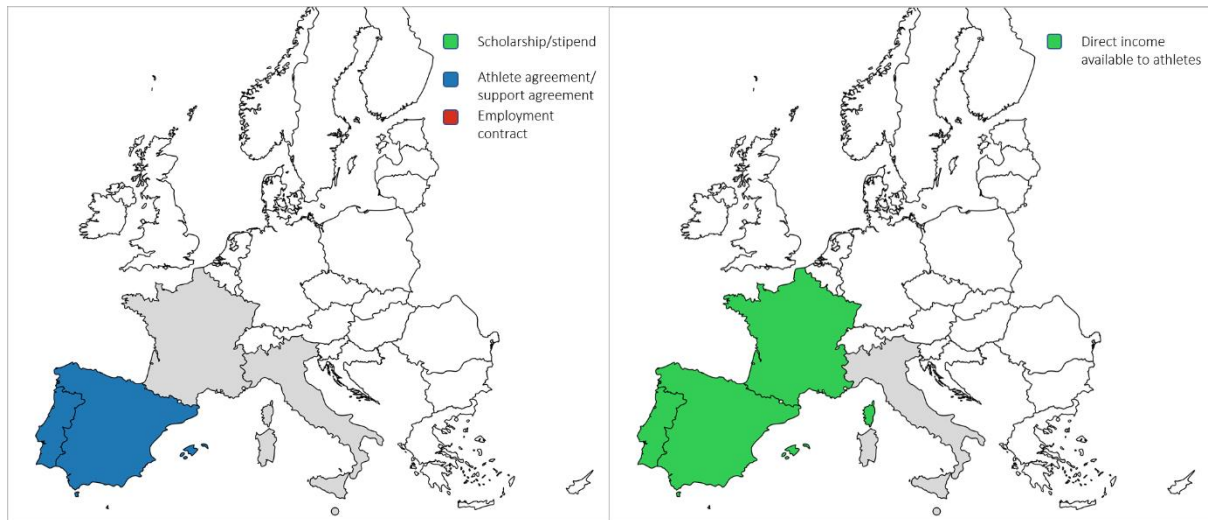 Scholarship/stipend
Athlete agreement/
support agreement
Employment
contract
Direct income
available to athletes